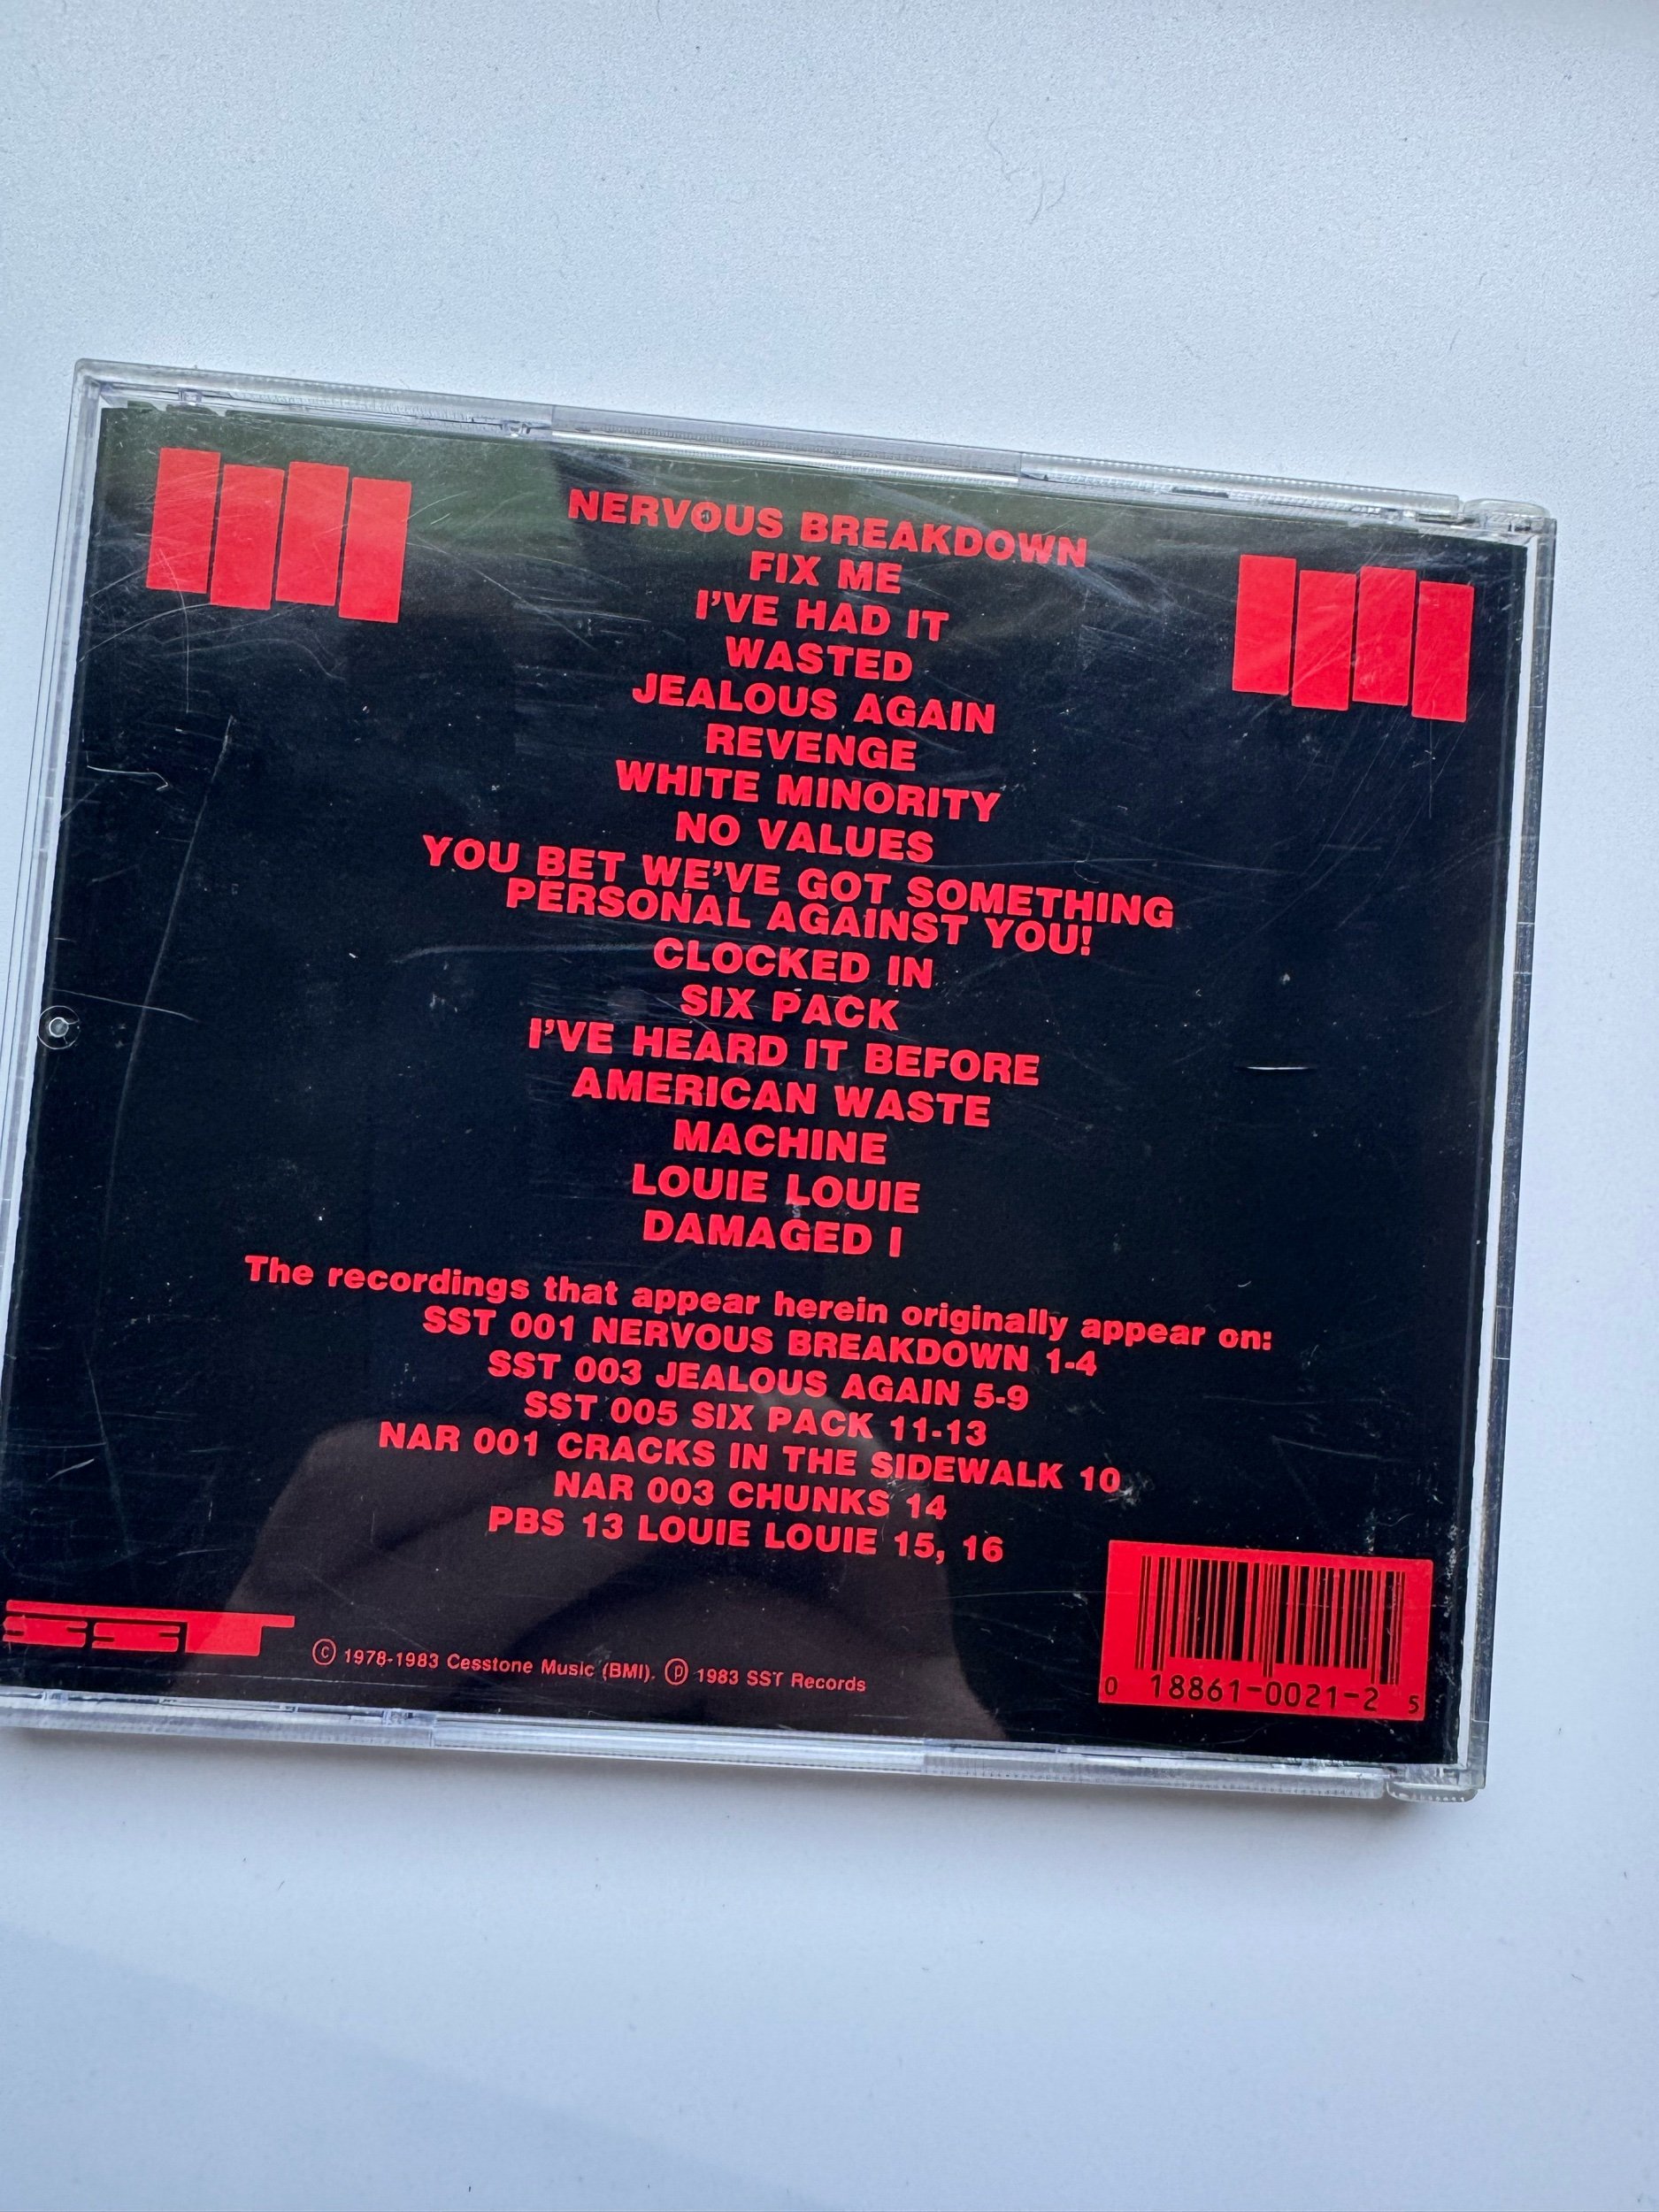 NERVOUS BREAKDOWN
FIX ME
I'VE HAD IT
WASTED
JEALOUS AGAIN
REVENGE
WHITE MINORITY
NO VALUES
YOU BET WE'VE GOT SOMETHING
PERSONAL AGAINST YOU!
CLOCKED IN
SIX PACK
I'VE HEARD IT BEFORE
AMERICAN WASTE
MACHINE
LOUIE LOUIE
DAMAGED I
The recordings that appear herein originally appear on:
SST 001 NERVOUS BREAKDOWN 1-4
SST 003 JEALOUS AGAIN 5-9
SST 005 SIX PACK 11-13
NAR 001 CRACKS IN THE SIDEWALK 10
NAR 003 CHUNKS 14
PBS 13 LOUIE LOUIE 15, 16
SST
© 1978-1983 Cesstone Music (BMI). ℗ 1983 SST Records
0 18861-0021-2 5